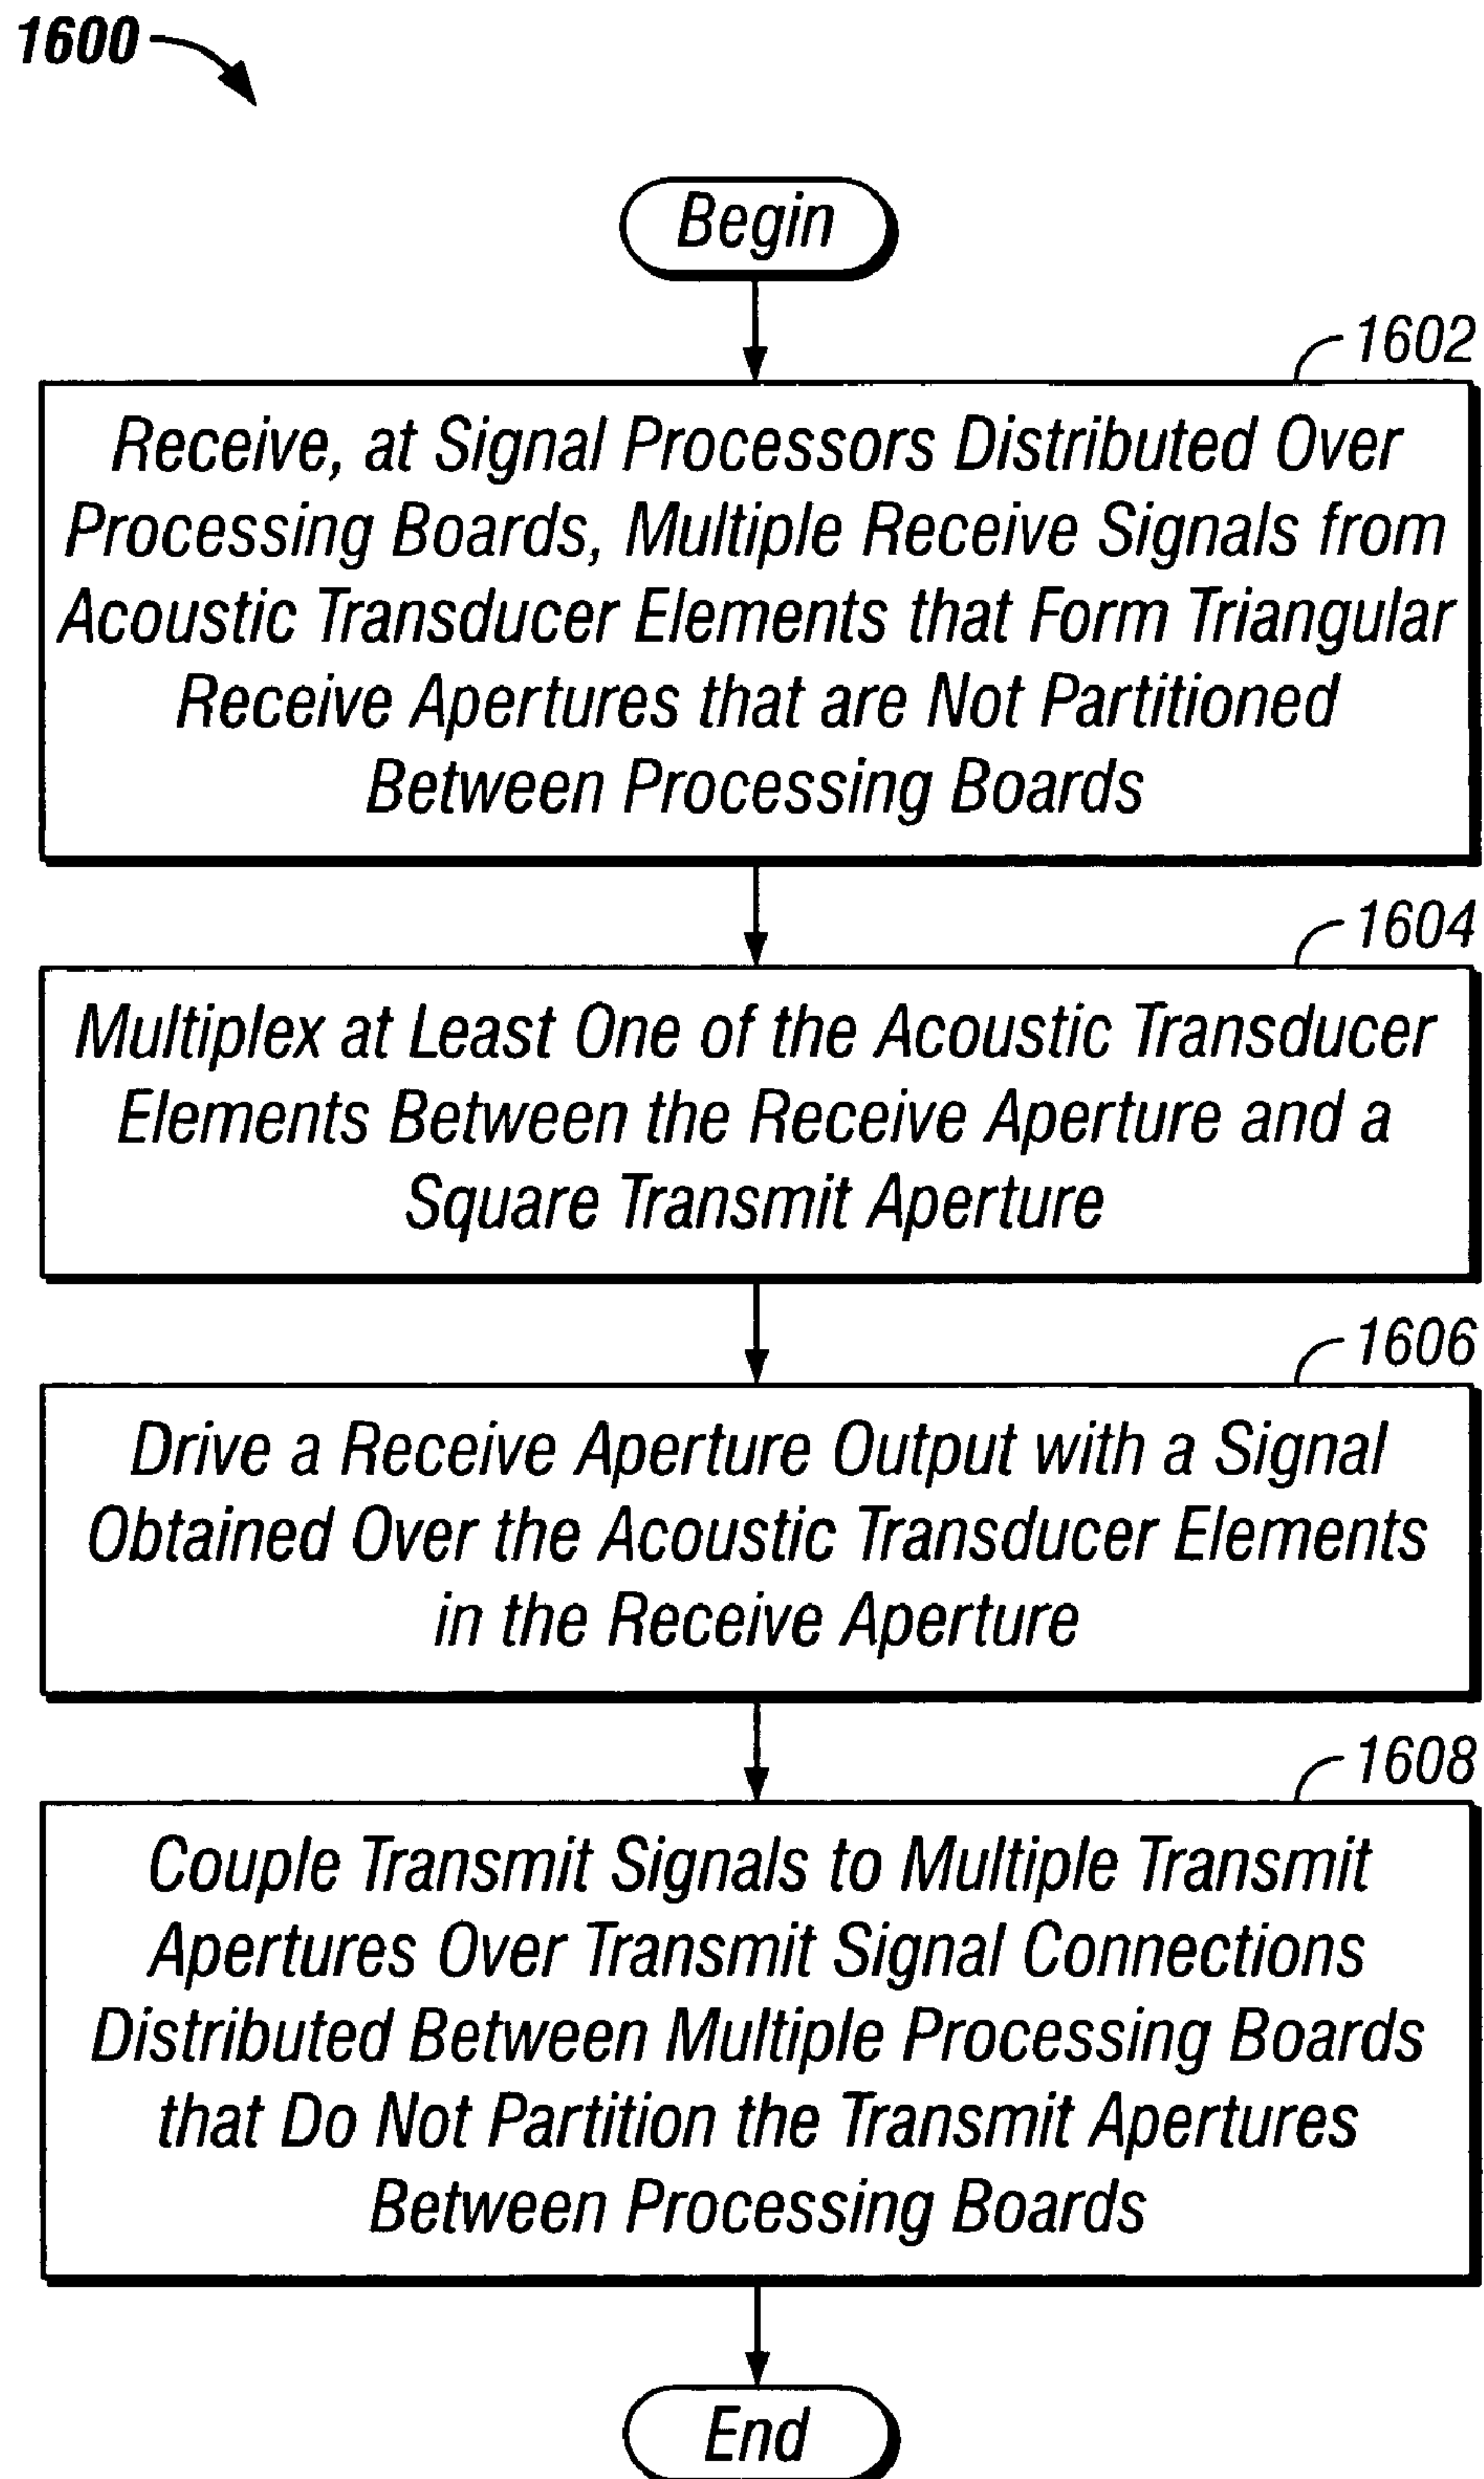 1600
Begin
1602
Receive, at Signal Processors Distributed Over
Processing Boards, Multiple Receive Signals from
Acoustic Transducer Elements that Form Triangular
Receive Apertures that are Not Partitioned
Between Processing Boards
1604
Multiplex at Least One of the Acoustic Transducer
Elements Between the Receive Aperture and a
Square Transmit Aperture
1606
Drive a Receive Aperture Output with a Signal
Obtained Over the Acoustic Transducer Elements
in the Receive Aperture
1608
Couple Transmit Signals to Multiple Transmit
Apertures Over Transmit Signal Connections
Distributed Between Multiple Processing Boards
that Do Not Partition the Transmit Apertures
Between Processing Boards
End